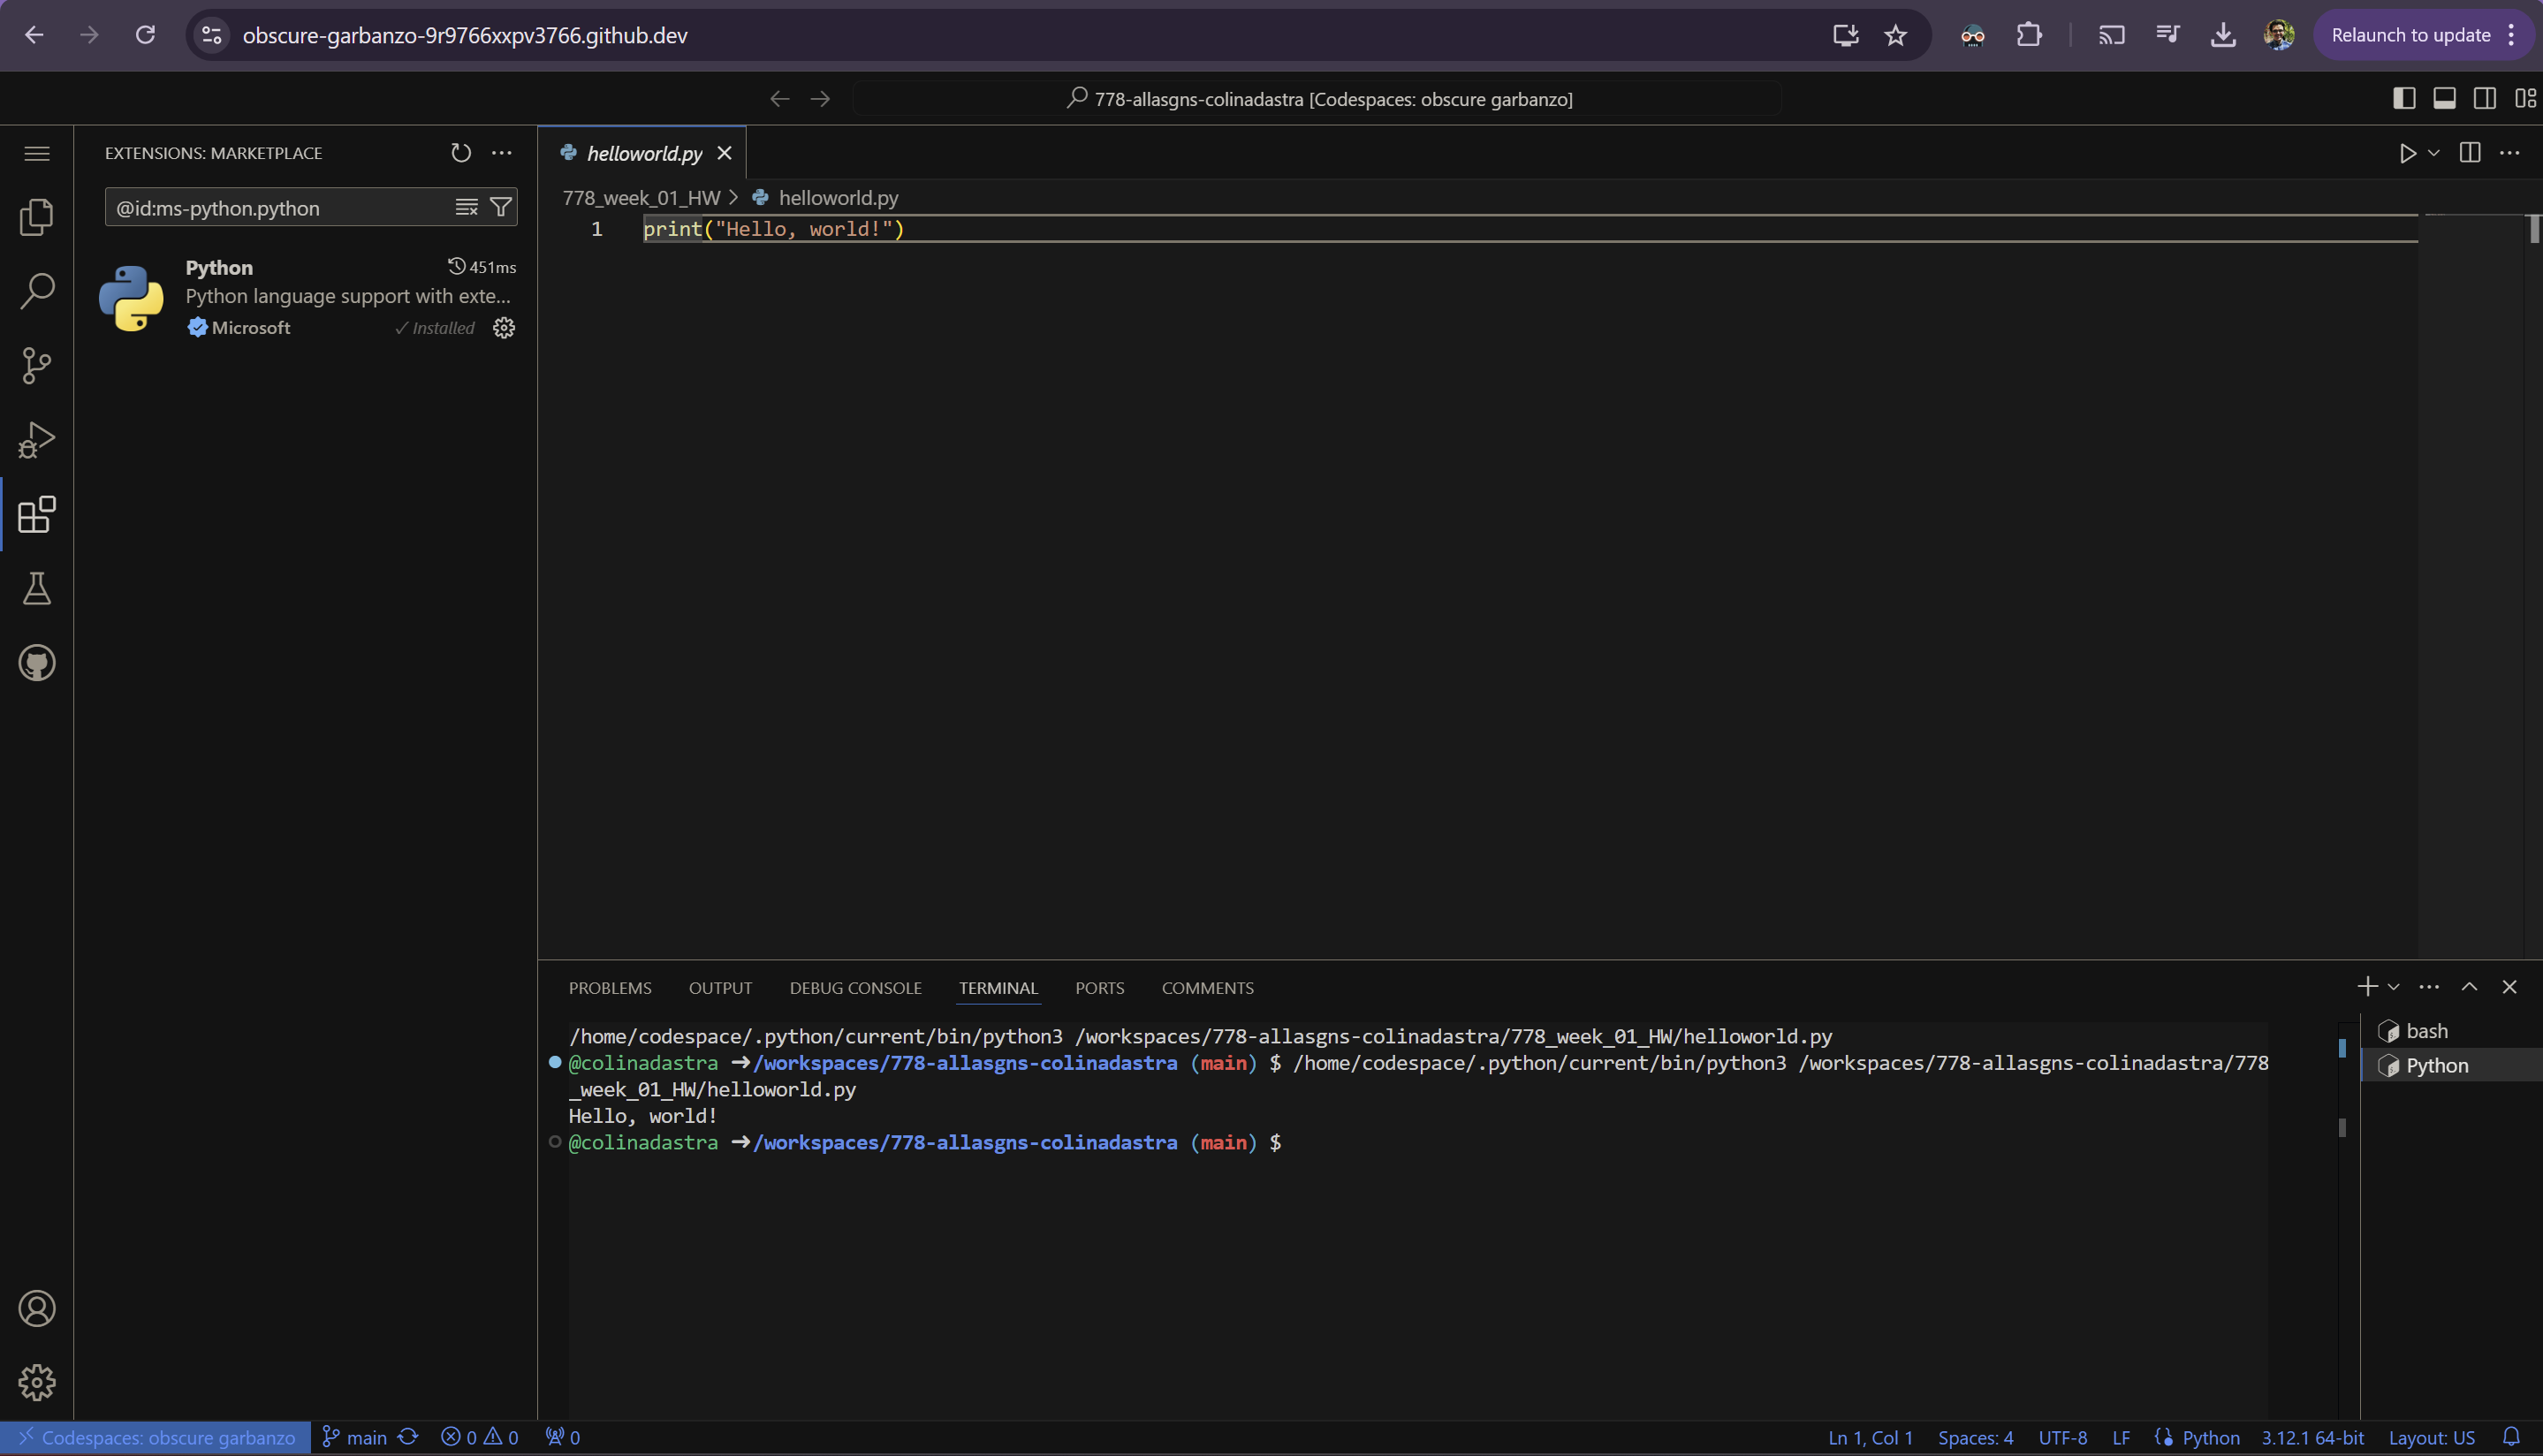 obscure-garbanzo-9r9766xxpv3766.github.dev
Relaunch to update
778-allasgns-colinadastra [Codespaces: obscure garbanzo]
EXTENSIONS: MARKETPLACE
@id:ms-python.python
Python
451ms
Python language support with exte...
Microsoft
Installed
helloworld.py
778_week_01_HW > helloworld.py
1 print("Hello, world!")
PROBLEMS OUTPUT DEBUG CONSOLE TERMINAL PORTS COMMENTS
/home/codespace/.python/current/bin/python3 /workspaces/778-allasgns-colinadastra/778_week_01_HW/helloworld.py
@colinadastra ➜/workspaces/778-allasgns-colinadastra (main) $ /home/codespace/.python/current/bin/python3 /workspaces/778-allasgns-colinadastra/778
_week_01_HW/helloworld.py
Hello, world!
@colinadastra ➜/workspaces/778-allasgns-colinadastra (main) $
bash
Python
Codespaces: obscure garbanzo main 0 0 0 Ln 1, Col 1 Spaces: 4 UTF-8 LF Python 3.12.1 64-bit Layout: US